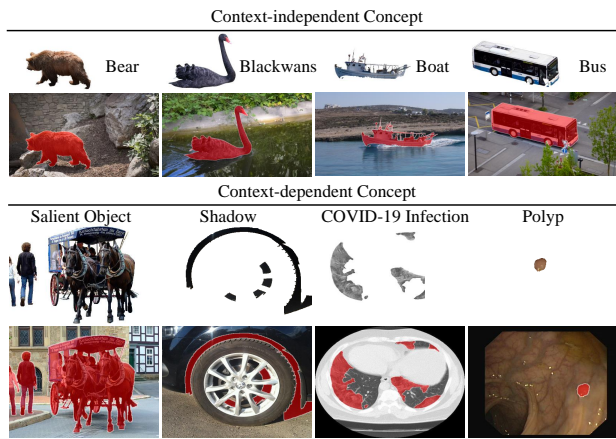 Context-independent Concept
Bear Blackwans Boat Bus
Context-dependent Concept
Salient Object Shadow COVID-19 Infection Polyp